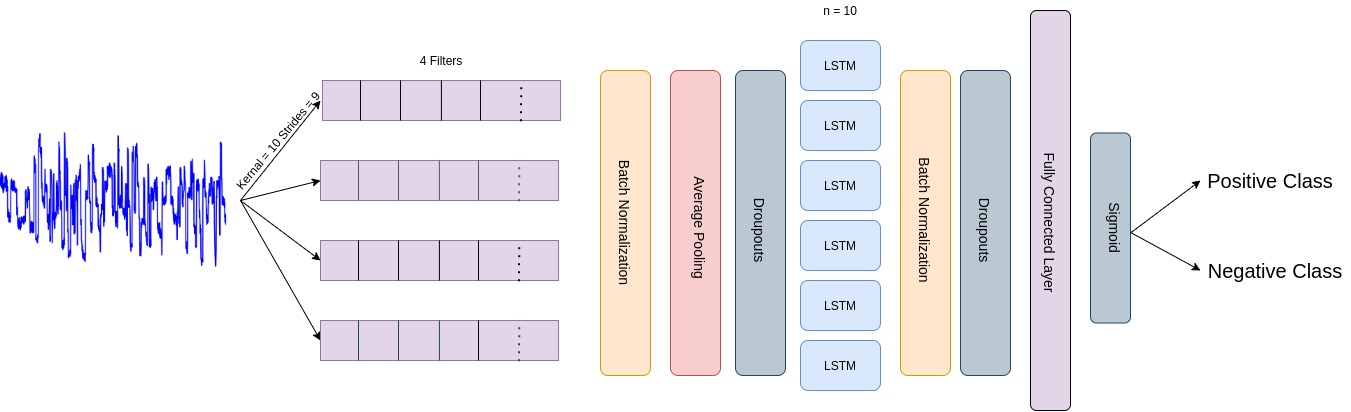 n = 10
4 Filters
Kernal = 10 Strides = 9
Batch Normalization
Average Pooling
Droupouts
LSTM
LSTM
LSTM
LSTM
LSTM
LSTM
Batch Normalization
Droupouts
Fully Connected Layer
Sigmoid
Positive Class
Negative Class